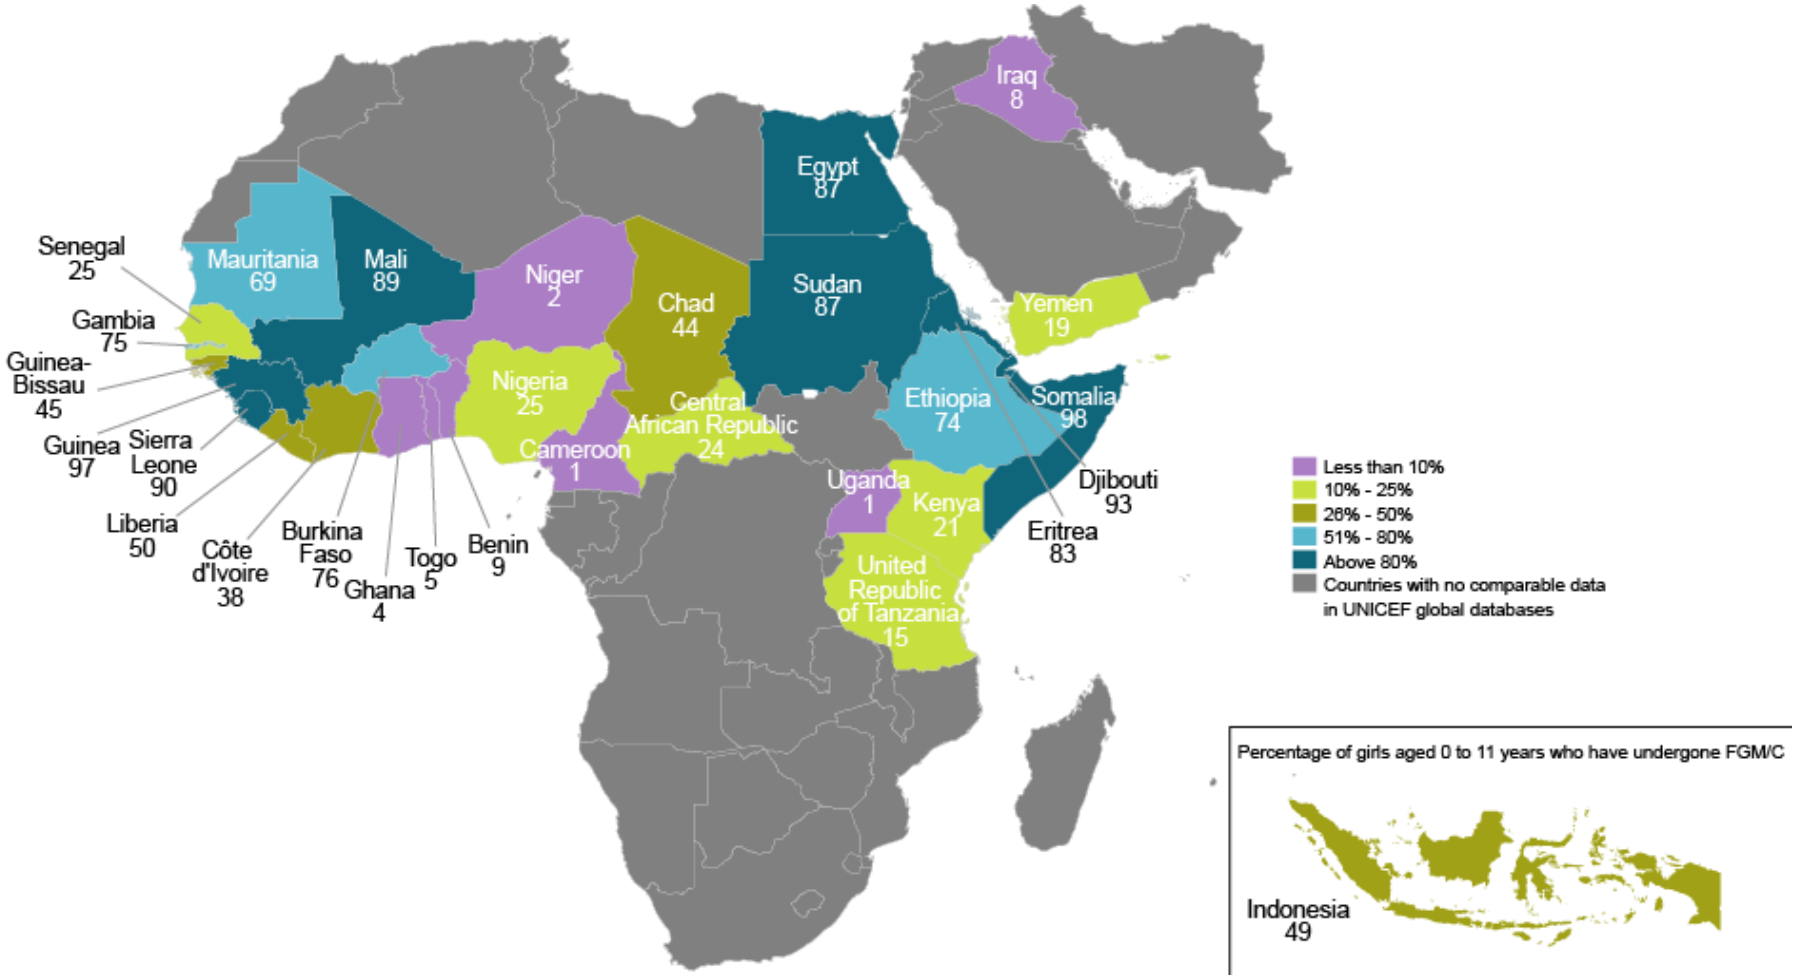 Iraq
8
Egypt
87
Senegal
25
Mauritania
69
Mali
89
Niger
2
Chad
44
Sudan
87
Yemen
19
Gambia
75
Guinea-
Bissau
45
Nigeria
25
Central
African Republic
24
Ethiopia
74
Somalia
98
Guinea
97
Sierra
Leone
90
Cameroon
1
Uganda
1
Kenya
21
Djibouti
93
Eritrea
83
Liberia
50
Côte
d'Ivoire
38
Burkina
Faso
76
Ghana
4
Togo
5
Benin
9
United
Republic
of Tanzania
15
Less than 10%
10% - 25%
26% - 50%
51% - 80%
Above 80%
Countries with no comparable data
in UNICEF global databases
Percentage of girls aged 0 to 11 years who have undergone FGM/C
Indonesia
49